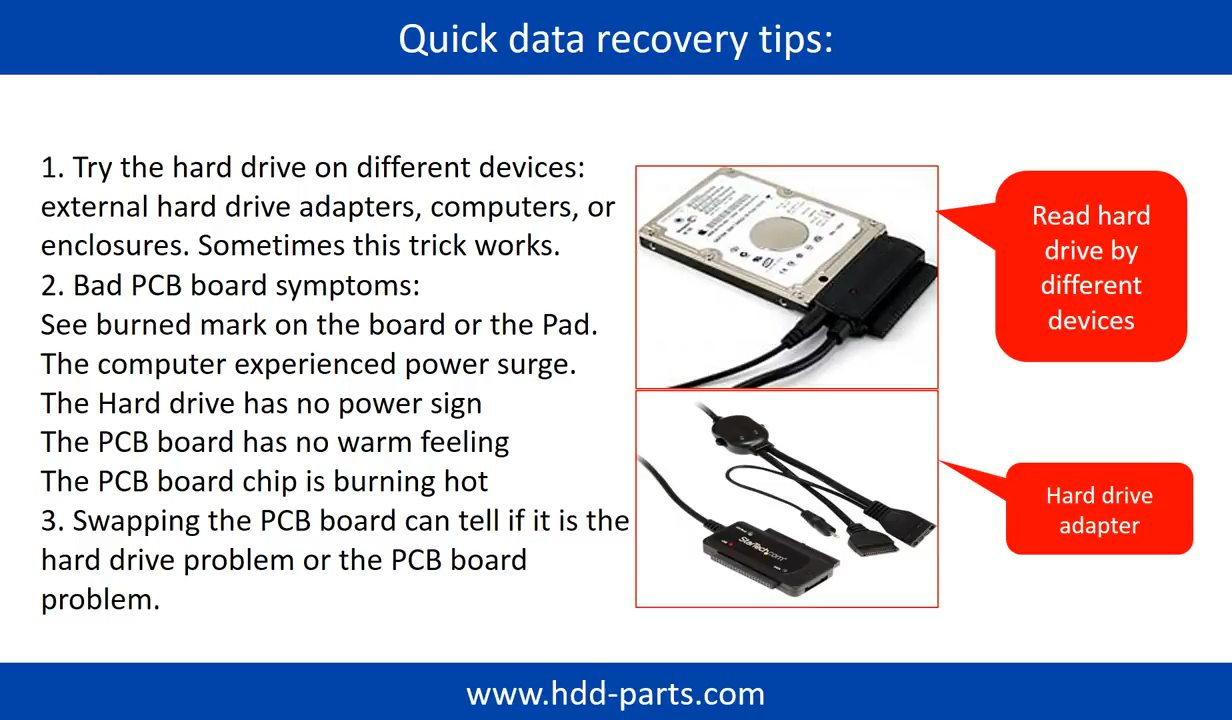 Quick data recovery tips:
1. Try the hard drive on different devices:
external hard drive adapters, computers, or
enclosures. Sometimes this trick works.
2. Bad PCB board symptoms:
See burned mark on the board or the Pad.
The computer experienced power surge.
The Hard drive has no power sign
The PCB board has no warm feeling
The PCB board chip is burning hot
3. Swapping the PCB board can tell if it is the
hard drive problem or the PCB board
problem.
Read hard
drive by
different
devices
StarTech.com
Hard drive
adapter
www.hdd-parts.com